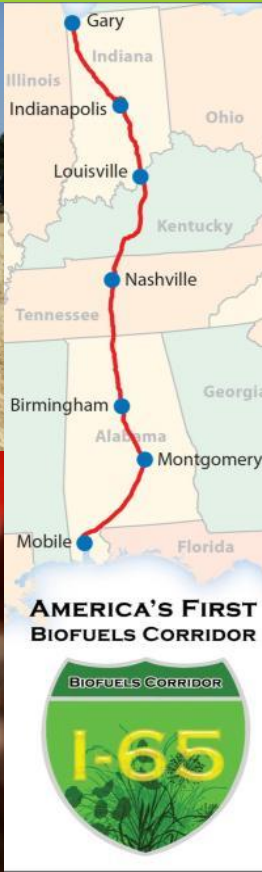 Gary
Indiana
Illinois
Indianapolis
Ohio
Louisville
Kentucky
Nashville
Tennessee
Georgia
Birmingham
Alabama
Montgomery
Mobile
Florida
AMERICA'S FIRST
BIOFUELS CORRIDOR
BIOFUELS CORRIDOR
I-65